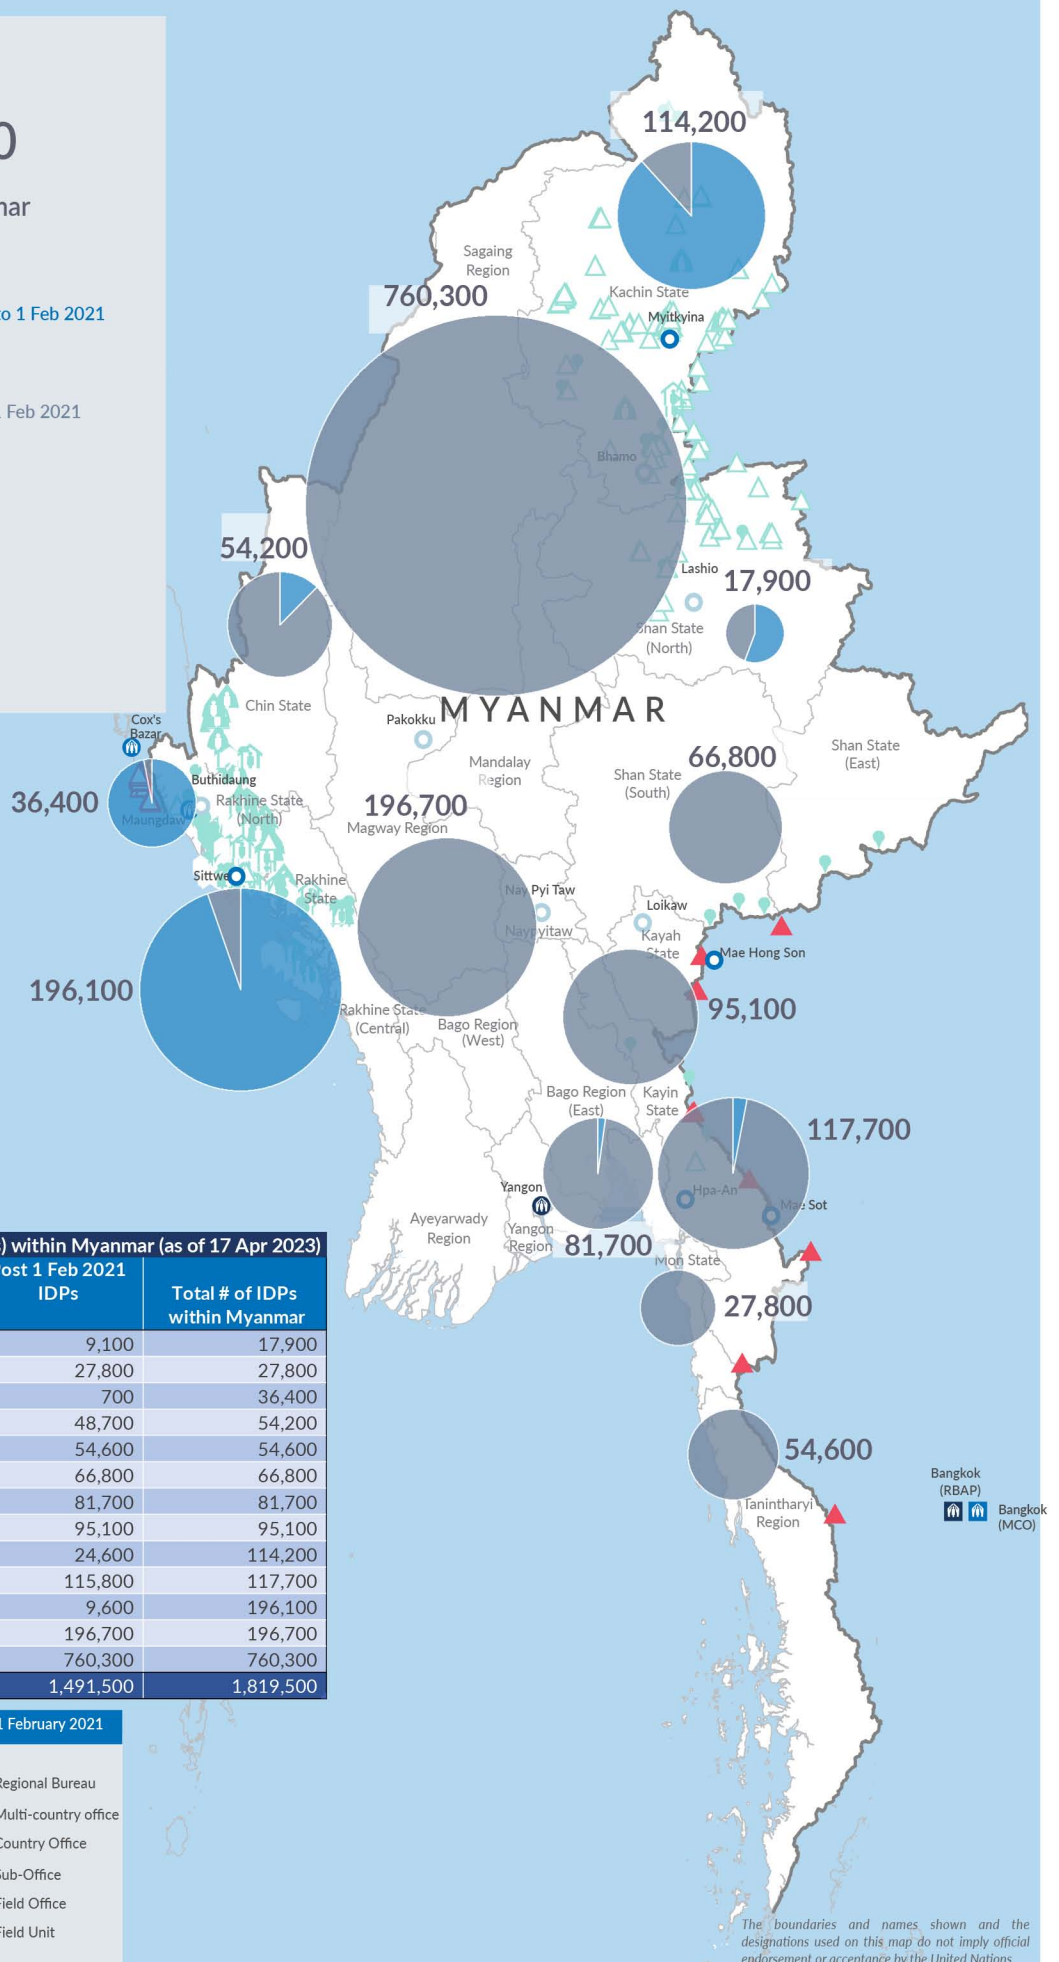 0
nar
to 1 Feb 2021
1 Feb 2021
114,200
Sagaing
Region
760,300
Kachin State
Myitkyina
Bhamo
54,200
Lashio
17,900
Shan State
(North)
MYANMAR
Chin State
Pakokku
Cox's
Bazar
Mandalay
Region
66,800
Shan State
(East)
Shan State
(South)
Buthidaung
36,400
Rakhine State
(North)
Maungdaw
196,700
Magway Region
Sittwe
Rakhine
State
Nay Pyi Taw
Naypyitaw
Loikaw
Kayah
State
Mae Hong Son
196,100
95,100
Rakhine State
(Central)
Bago Region
(West)
Bago Region
(East)
Kayin
State
117,700
Yangon
Hpa-An
Mae Sot
Ayeyarwady
Region
Yangon
Region
81,700
Mon State
27,800
54,600
Tanintharyi
Region
Bangkok
(RBAP)
Bangkok
(MCO)
) within Myanmar (as of 17 Apr 2023)
Post 1 Feb 2021
IDPs
Total # of IDPs
within Myanmar
9,100 17,900
27,800 27,800
700 36,400
48,700 54,200
54,600 54,600
66,800 66,800
81,700 81,700
95,100 95,100
24,600 114,200
115,800 117,700
9,600 196,100
196,700 196,700
760,300 760,300
1,491,500 1,819,500
1 February 2021
Regional Bureau
Multi-country office
Country Office
Sub-Office
Field Office
Field Unit
The boundaries and names shown and the
designations used on this map do not imply official
endorsement or acceptance by the United Nations.